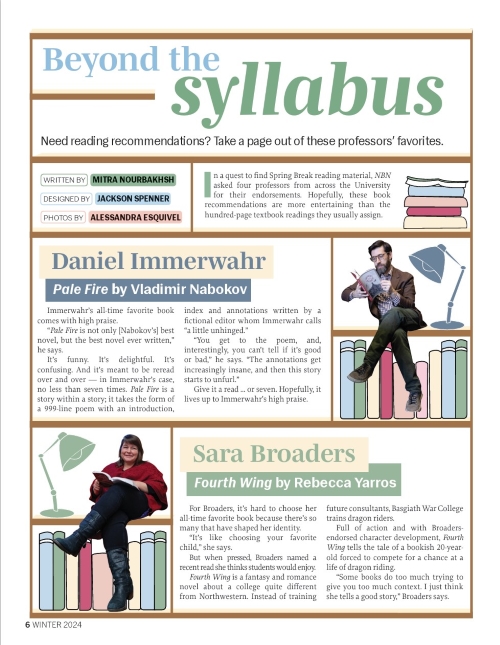 Beyond the
syllabus
Need reading recommendations? Take a page out of these professors' favorites.
WRITTEN BY MITRA NOURBAKHSH
DESIGNED BY JACKSON SPENNER
PHOTOS BY ALESSANDRA ESQUIVEL
In a quest to find Spring Break reading material, NBN
asked four professors from across the University
for their endorsements. Hopefully, these book
recommendations are more entertaining than the
hundred-page textbook readings they usually assign.
Daniel Immerwahr
Pale Fire by Vladimir Nabokov
Immerwahr's all-time favorite book
comes with high praise.
"Pale Fire is not only [Nabokov's] best
novel, but the best novel ever written,"
he says.
It's funny. It's delightful. It's
confusing. And it's meant to be reread
over and over — in Immerwahr's case,
no less than seven times. Pale Fire is a
story within a story; it takes the form of
a 999-line poem with an introduction,
index and annotations written by a
fictional editor whom Immerwahr calls
"a little unhinged."
"You get to the poem, and,
interestingly, you can't tell if it's good
or bad," he says. "The annotations get
increasingly insane, and then this story
starts to unfurl."
Give it a read ... or seven. Hopefully, it
lives up to Immerwahr's high praise.
Sara Broaders
Fourth Wing by Rebecca Yarros
For Broaders, it's hard to choose her
all-time favorite book because there's so
many that have shaped her identity.
"It's like choosing your favorite
child," she says.
But when pressed, Broaders named a
recent read she thinks students would enjoy.
Fourth Wing is a fantasy and romance
novel about a college quite different
from Northwestern. Instead of training
future consultants, Basgiath War College
trains dragon riders.
Full of action and with Broaders-
endorsed character development, Fourth
Wing tells the tale of a bookish 20-year-
old forced to compete for a chance at a
life of dragon riding.
"Some books do too much trying to
give you too much context. I just think
she tells a good story," Broaders says.
6 WINTER 2024